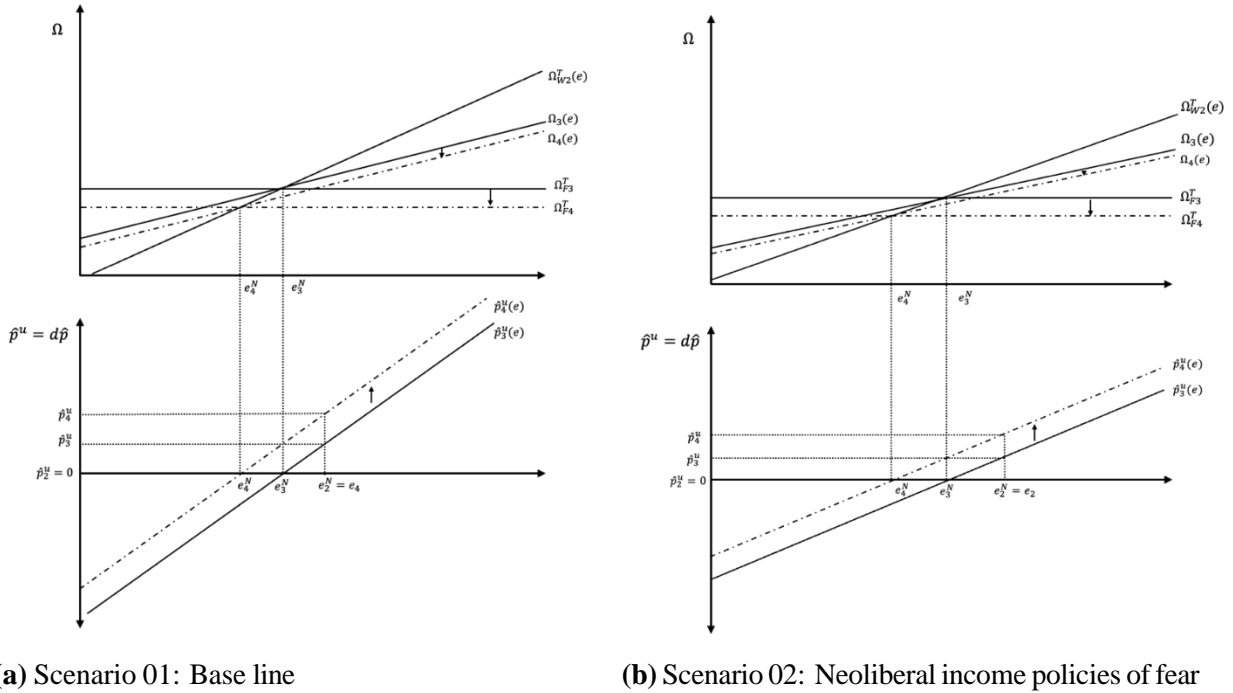 Ω
Ω^T_{W2}(e)
Ω_3(e)
Ω_4(e)
Ω^T_{F3}
Ω^T_{F4}
e^N_4
e^N_3
p̂^u = dp̂
p̂^u_4(e)
p̂^u_3(e)
p̂^u_4
p̂^u_3
p̂^u_2 = 0
e^N_4
e^N_3
e^N_2 = e_4
(a) Scenario 01: Base line
Ω
Ω^T_{W2}(e)
Ω_3(e)
Ω_4(e)
Ω^T_{F3}
Ω^T_{F4}
e^N_4
e^N_3
p̂^u = dp̂
p̂^u_4(e)
p̂^u_3(e)
p̂^u_4
p̂^u_3
p̂^u_2 = 0
e^N_4
e^N_3
e^N_2 = e_2
(b) Scenario 02: Neoliberal income policies of fear